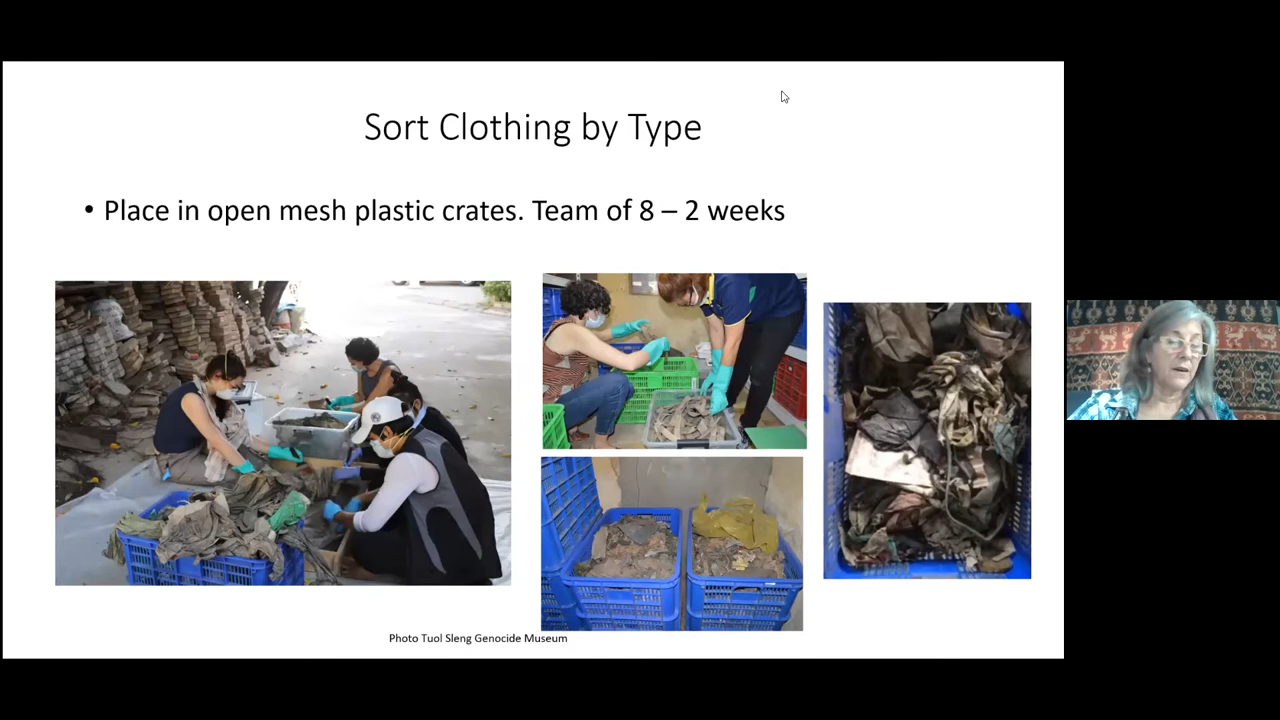 Sort Clothing by Type
• Place in open mesh plastic crates. Team of 8 – 2 weeks
Photo Tuol Sleng Genocide Museum